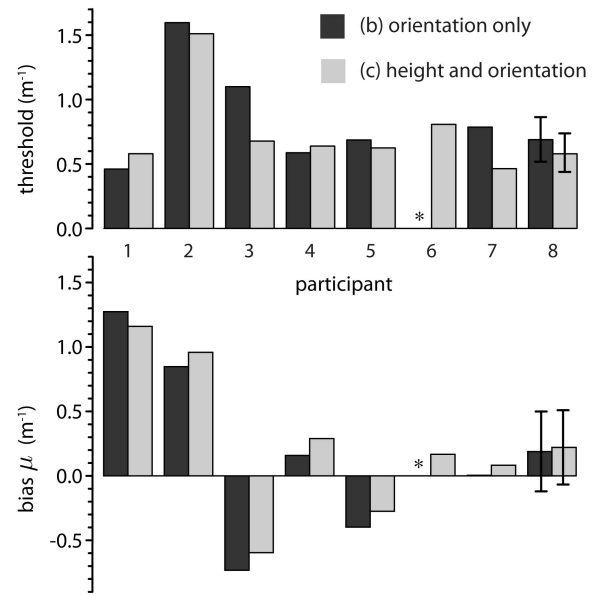 1.5
(b) orientation only
(c) height and orientation
1.0
threshold (m⁻¹)
0.5
*
0.0
1 2 3 4 5 6 7 8
participant
1.5
1.0
bias μ (m⁻¹)
0.5
*
0.0
-0.5